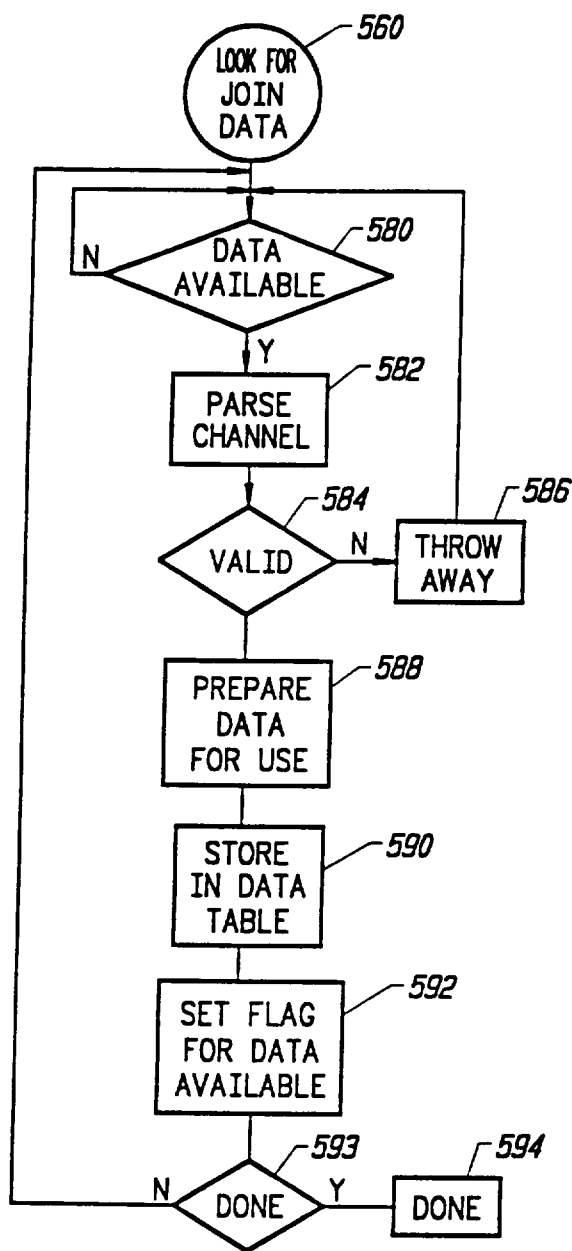 560
LOOK FOR
JOIN
DATA
580
DATA
AVAILABLE
N
Y
582
PARSE
CHANNEL
584
VALID
N
586
THROW
AWAY
588
PREPARE
DATA
FOR USE
590
STORE
IN DATA
TABLE
592
SET FLAG
FOR DATA
AVAILABLE
593
N
DONE
Y
594
DONE